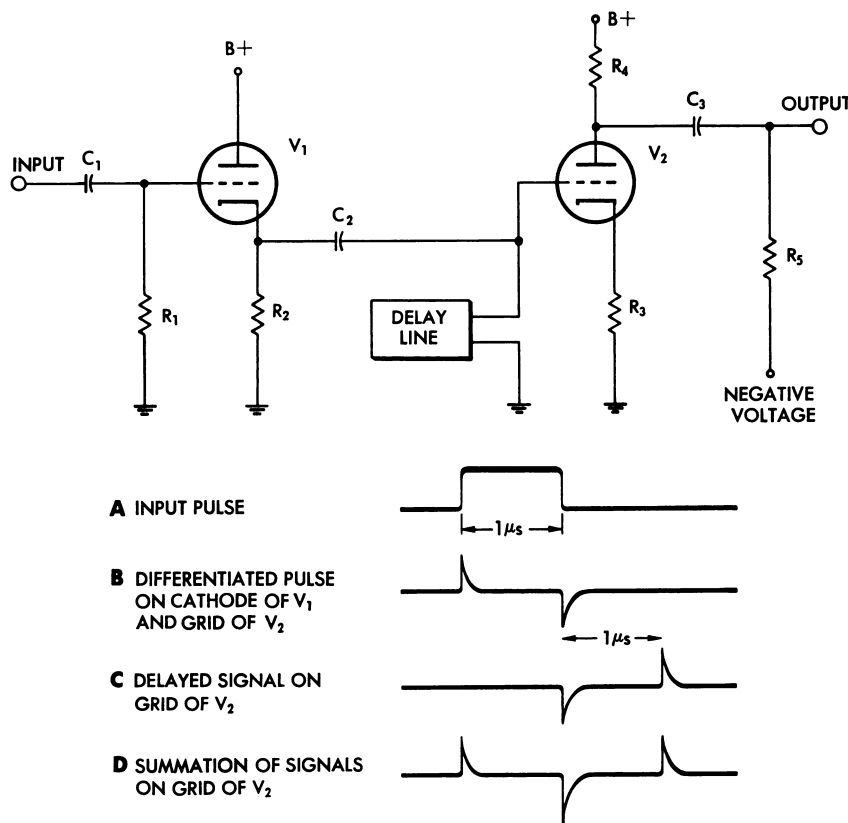 B+
R4
C3
OUTPUT
B+
V1
V2
INPUT
C1
C2
R5
R1
R2
DELAY
LINE
R3
NEGATIVE
VOLTAGE
A INPUT PULSE
1μs
B DIFFERENTIATED PULSE
ON CATHODE OF V1
AND GRID OF V2
1μs
C DELAYED SIGNAL ON
GRID OF V2
D SUMMATION OF SIGNALS
ON GRID OF V2